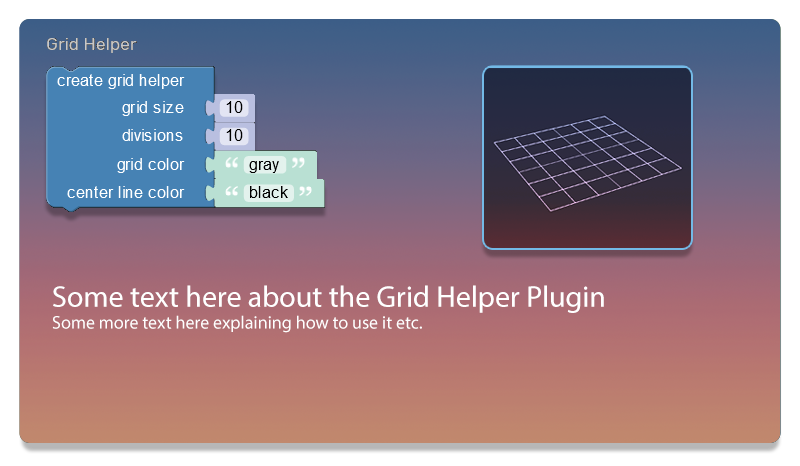 Grid Helper
create grid helper
grid size 10
divisions 10
grid color “ gray ”
center line color “ black ”
Some text here about the Grid Helper Plugin
Some more text here explaining how to use it etc.